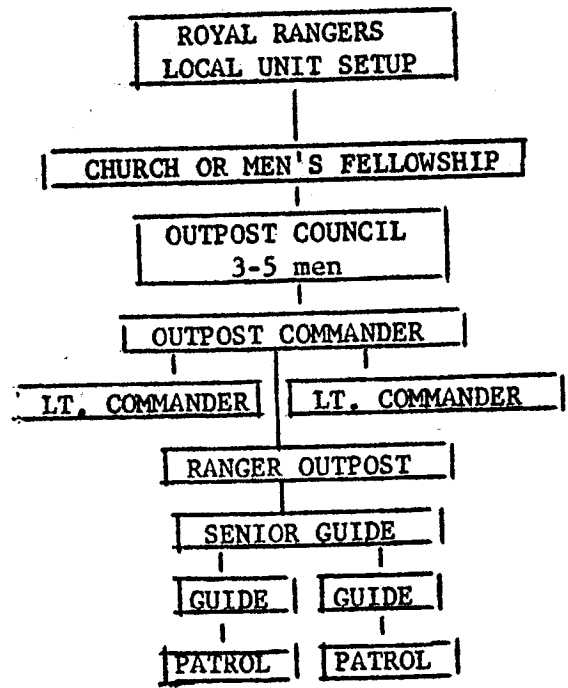 ROYAL RANGERS
LOCAL UNIT SETUP
CHURCH OR MEN'S FELLOWSHIP
OUTPOST COUNCIL
3-5 men
OUTPOST COMMANDER
LT. COMMANDER LT. COMMANDER
RANGER OUTPOST
SENIOR GUIDE
GUIDE GUIDE
PATROL PATROL